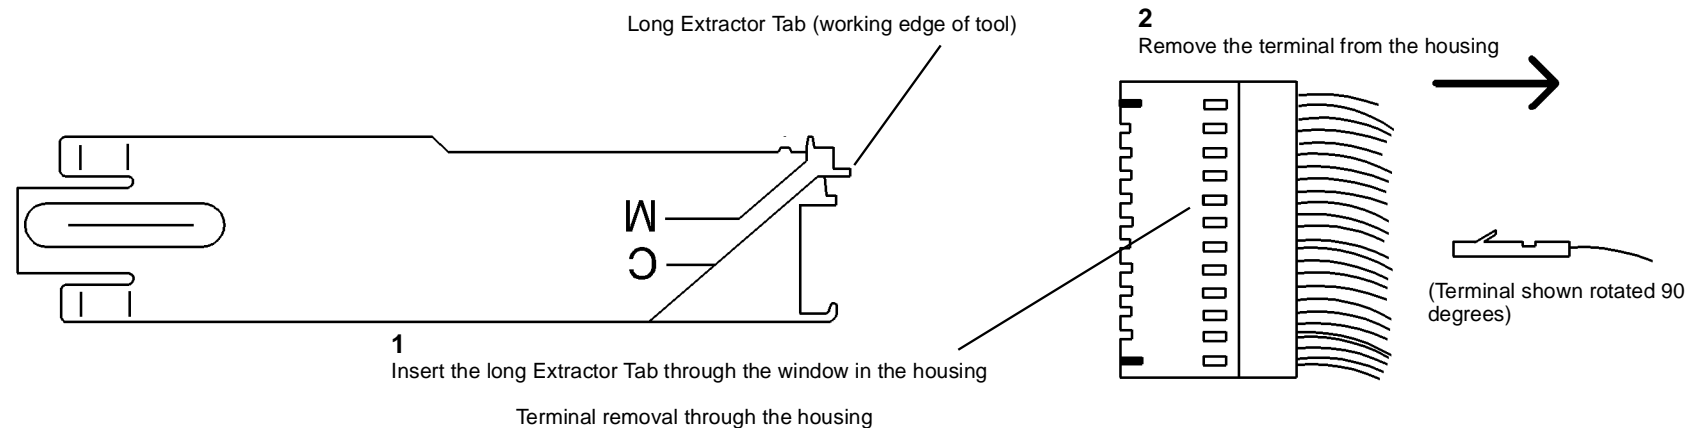 Long Extractor Tab (working edge of tool)
2
Remove the terminal from the housing
M
C
(Terminal shown rotated 90
degrees)
1
Insert the long Extractor Tab through the window in the housing
Terminal removal through the housing